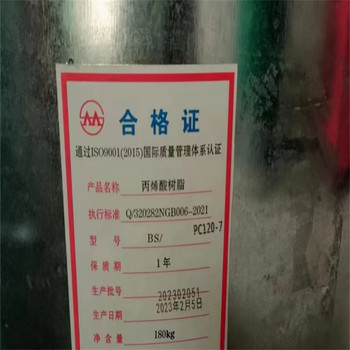 合格证
通过ISO9001(2015)国际质量管理体系认证
产品名称 丙烯酸树脂
执行标准 Q/320282NGB006-2021
型号 BS/ PC120-7
保质期 1年
生产批号 202302051
生产日期 2023年2月5日
净含量 180kg